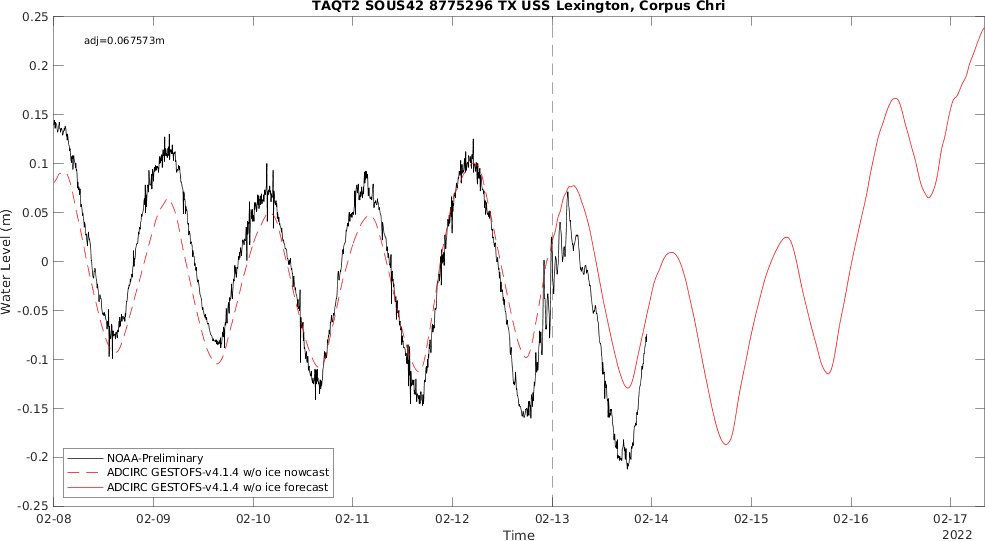 TAQT2 SOUS42 8775296 TX USS Lexington, Corpus Chri
adj=0.067573m
0.25
0.2
0.15
0.1
0.05
0
-0.05
-0.1
-0.15
-0.2
-0.25
Water Level (m)
NOAA-Preliminary
ADCIRC GESTOFS-v4.1.4 w/o ice nowcast
ADCIRC GESTOFS-v4.1.4 w/o ice forecast
02-08 02-09 02-10 02-11 02-12 02-13 02-14 02-15 02-16 02-17
Time
2022